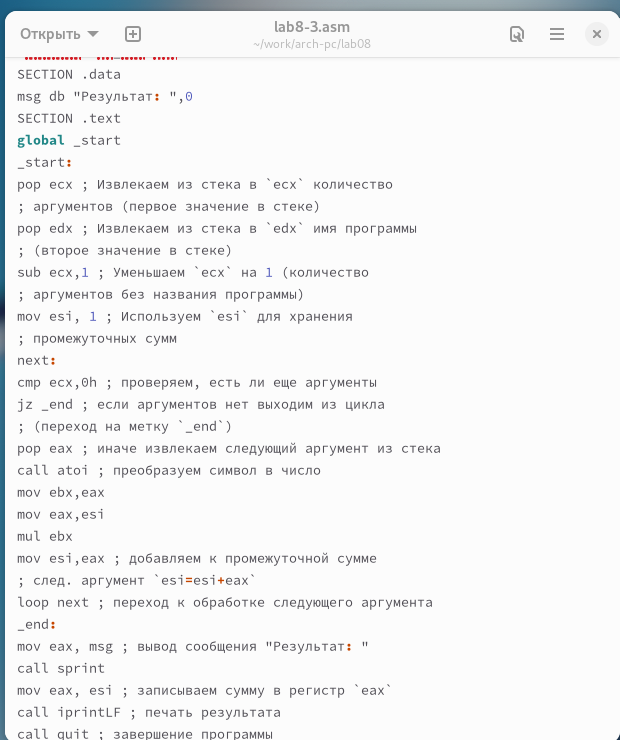 Открыть
lab8-3.asm
~/work/arch-pc/lab08
SECTION .data
msg db "Результат: ",0
SECTION .text
global _start
_start:
pop ecx ; Извлекаем из стека в `ecx` количество
; аргументов (первое значение в стеке)
pop edx ; Извлекаем из стека в `edx` имя программы
; (второе значение в стеке)
sub ecx,1 ; Уменьшаем `ecx` на 1 (количество
; аргументов без названия программы)
mov esi, 1 ; Используем `esi` для хранения
; промежуточных сумм
next:
cmp ecx,0h ; проверяем, есть ли еще аргументы
jz _end ; если аргументов нет выходим из цикла
; (переход на метку `_end`)
pop eax ; иначе извлекаем следующий аргумент из стека
call atoi ; преобразуем символ в число
mov ebx,eax
mov eax,esi
mul ebx
mov esi,eax ; добавляем к промежуточной сумме
; след. аргумент `esi=esi+eax`
loop next ; переход к обработке следующего аргумента
_end:
mov eax, msg ; вывод сообщения "Результат: "
call sprint
mov eax, esi ; записываем сумму в регистр `eax`
call iprintLF ; печать результата
call quit ; завершение программы